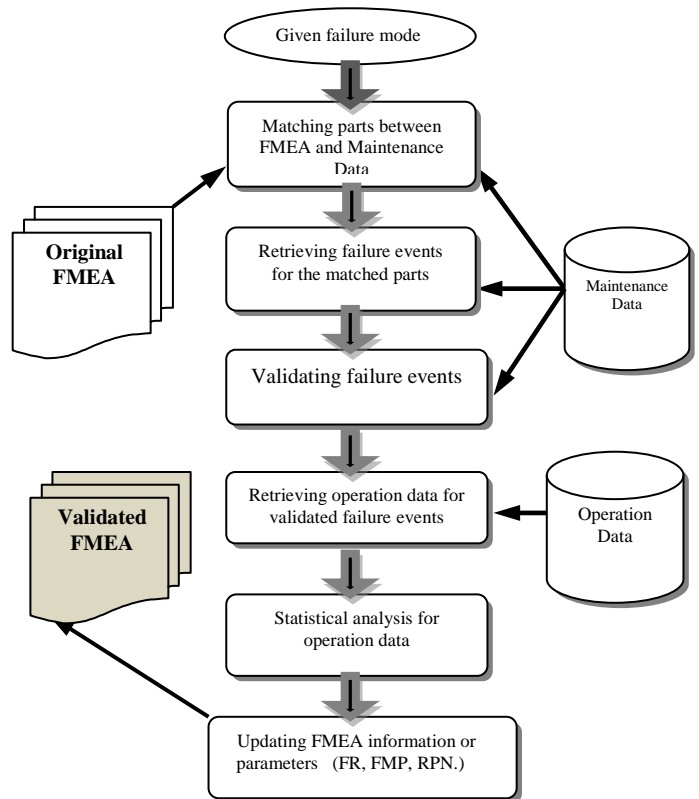 Given failure mode
Matching parts between
FMEA and Maintenance
Data
Original
FMEA
Retrieving failure events
for the matched parts
Maintenance
Data
Validating failure events
Retrieving operation data for
validated failure events
Operation
Data
Validated
FMEA
Statistical analysis for
operation data
Updating FMEA information or
parameters (FR, FMP, RPN.)